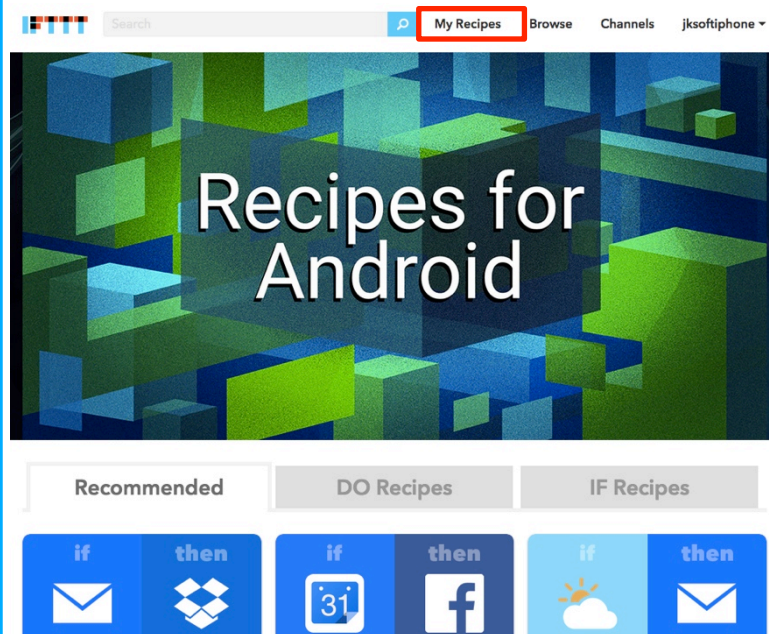 IFTTT Search My Recipes Browse Channels jksoftiphone
Recipes for
Android
Recommended DO Recipes IF Recipes
if then if then if then
31